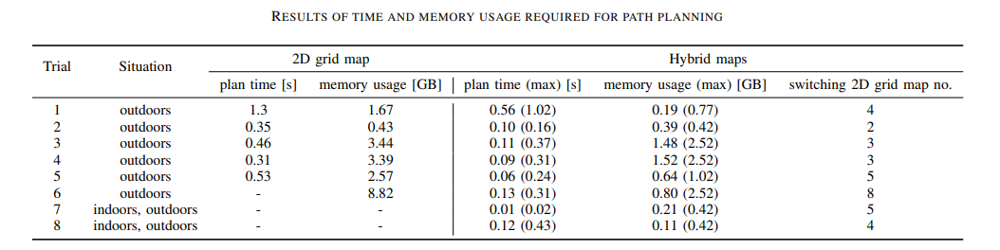 RESULTS OF TIME AND MEMORY USAGE REQUIRED FOR PATH PLANNING
Trial Situation 2D grid map Hybrid maps
plan time [s] memory usage [GB] plan time (max) [s] memory usage (max) [GB] switching 2D grid map no.
1 outdoors 1.3 1.67 0.56 (1.02) 0.19 (0.77) 4
2 outdoors 0.35 0.43 0.10 (0.16) 0.39 (0.42) 2
3 outdoors 0.46 3.44 0.11 (0.37) 1.48 (2.52) 3
4 outdoors 0.31 3.39 0.09 (0.31) 1.52 (2.52) 3
5 outdoors 0.53 2.57 0.06 (0.24) 0.64 (1.02) 5
6 outdoors - 8.82 0.13 (0.31) 0.80 (2.52) 8
7 indoors, outdoors - - 0.01 (0.02) 0.21 (0.42) 5
8 indoors, outdoors - - 0.12 (0.43) 0.11 (0.42) 4